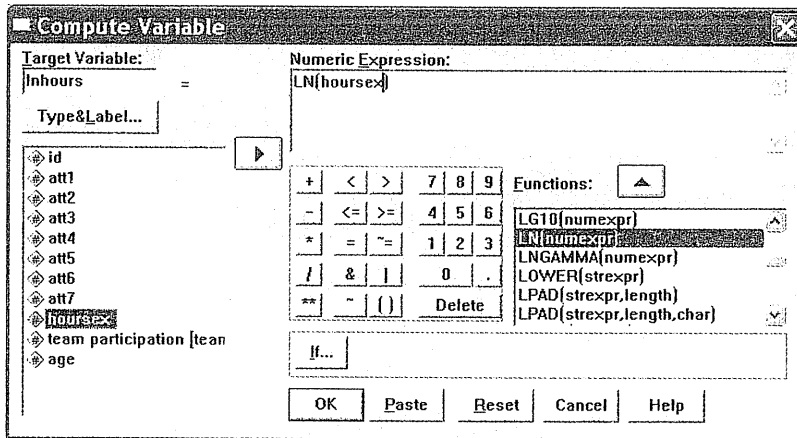 Compute Variable
Target Variable:
lnhours
=
Type&Label...
id
att1
att2
att3
att4
att5
att6
att7
hoursex
team participation [tean
age
Numeric Expression:
LN(hoursex)
+ < > 7 8 9
- <= >= 4 5 6
* = ~= 1 2 3
/ & | 0 .
** ~ ( ) Delete
Functions:
LG10(numexpr)
LN(numexpr)
LNGAMMA(numexpr)
LOWER(strexpr)
LPAD(strexpr,length)
LPAD(strexpr,length,char)
If...
OK Paste Reset Cancel Help